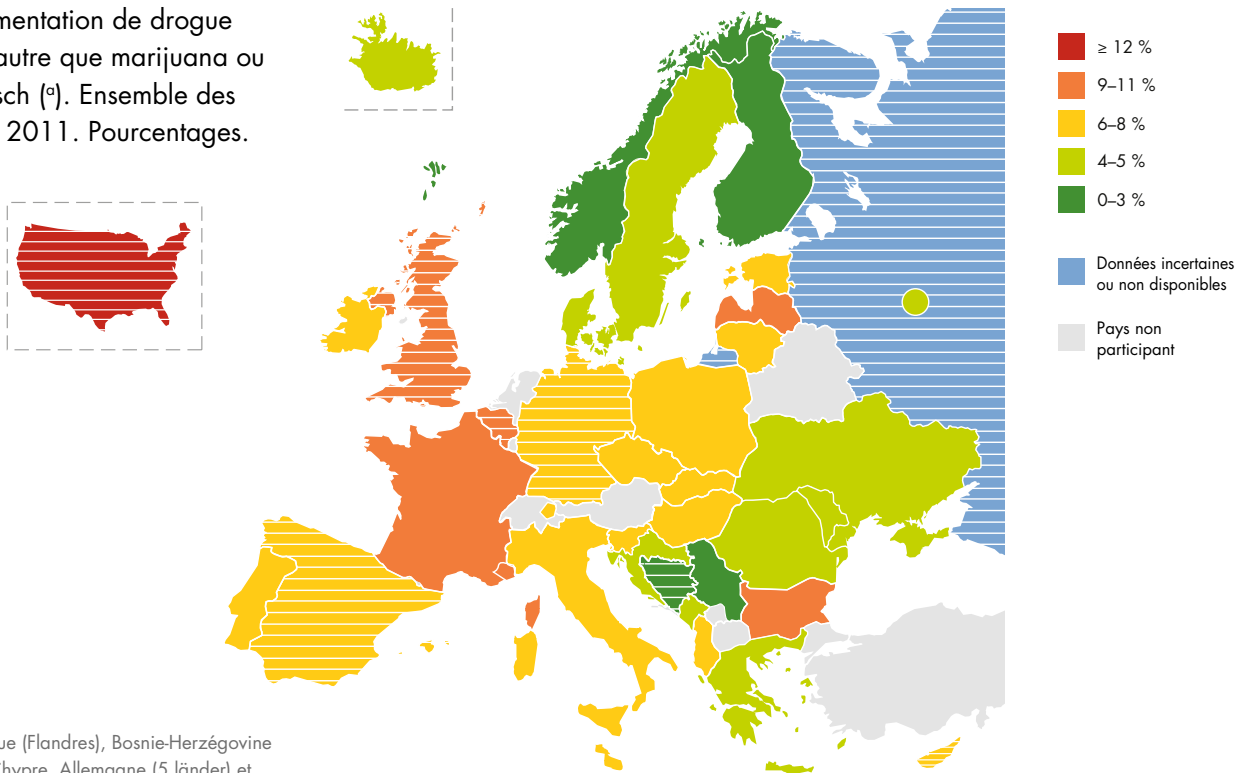 mentation de drogue
autre que marijuana ou
sch (ᵃ). Ensemble des
2011. Pourcentages.
≥ 12 %
9–11 %
6–8 %
4–5 %
0–3 %
Données incertaines
ou non disponibles
Pays non
participant
ue (Flandres), Bosnie-Herzégovine
hypre, Allemagne (5 länder) et